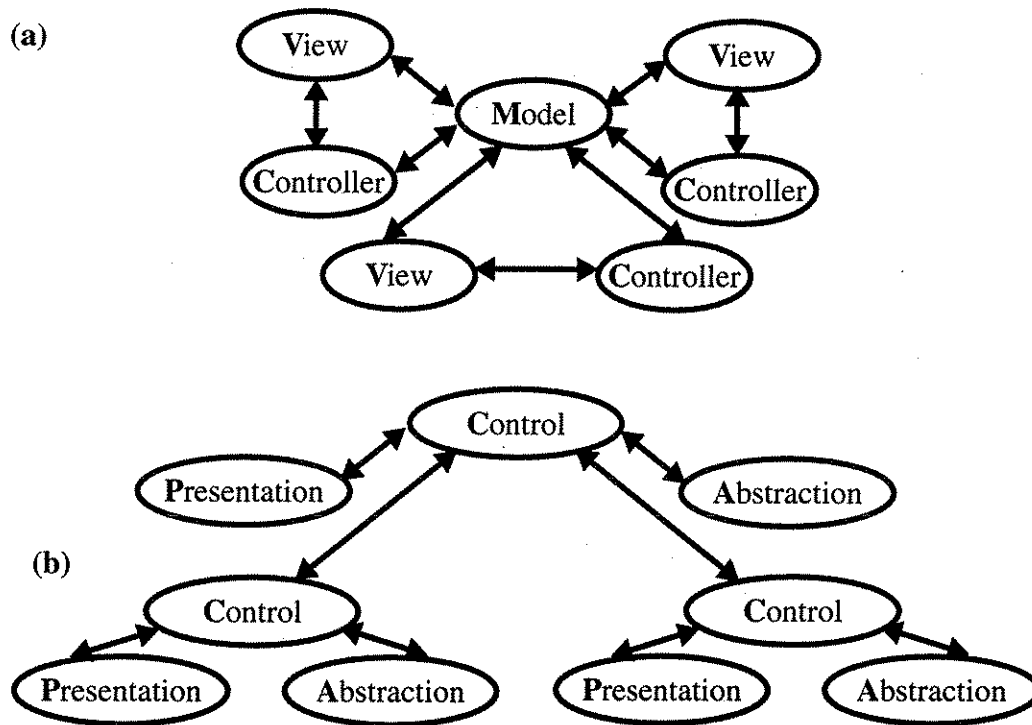 (a)
View
View
Model
Controller
Controller
View
Controller
Control
Presentation
Abstraction
(b)
Control
Control
Presentation
Abstraction
Presentation
Abstraction